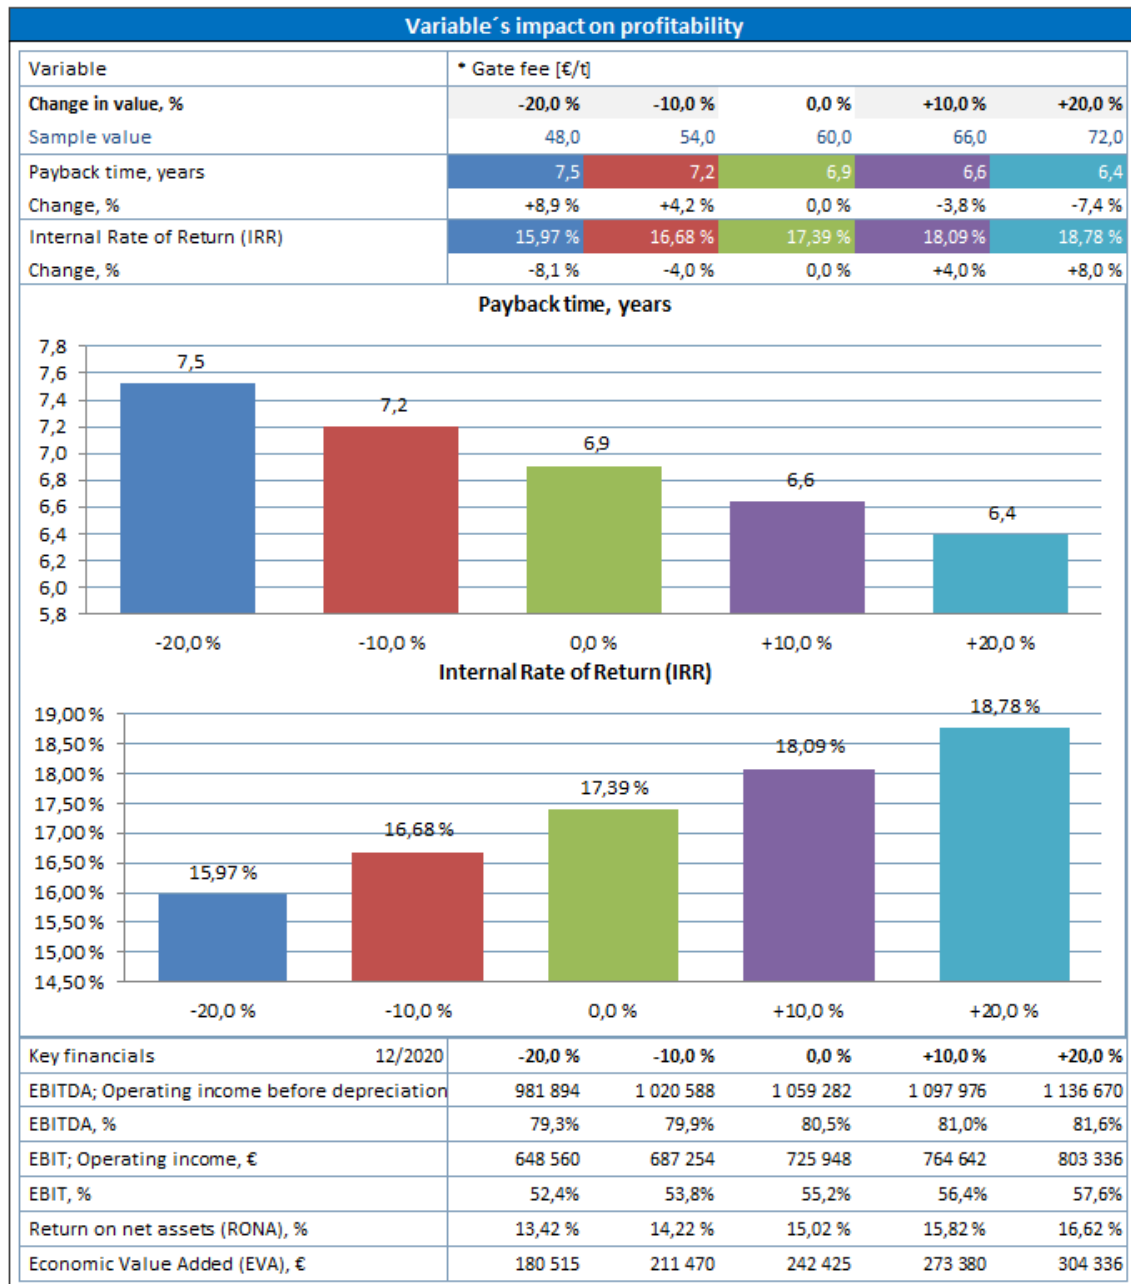 Variable´s impact on profitability
Variable * Gate fee [€/t]
Change in value, % -20,0 % -10,0 % 0,0 % +10,0 % +20,0 %
Sample value 48,0 54,0 60,0 66,0 72,0
Payback time, years 7,5 7,2 6,9 6,6 6,4
Change, % +8,9 % +4,2 % 0,0 % -3,8 % -7,4 %
Internal Rate of Return (IRR) 15,97 % 16,68 % 17,39 % 18,09 % 18,78 %
Change, % -8,1 % -4,0 % 0,0 % +4,0 % +8,0 %
Payback time, years
7,8
7,6
7,4
7,2
7,0
6,8
6,6
6,4
6,2
6,0
5,8
7,5
7,2
6,9
6,6
6,4
-20,0 % -10,0 % 0,0 % +10,0 % +20,0 %
Internal Rate of Return (IRR)
19,00 %
18,50 %
18,00 %
17,50 %
17,00 %
16,50 %
16,00 %
15,50 %
15,00 %
14,50 %
15,97 %
16,68 %
17,39 %
18,09 %
18,78 %
-20,0 % -10,0 % 0,0 % +10,0 % +20,0 %
Key financials 12/2020 -20,0 % -10,0 % 0,0 % +10,0 % +20,0 %
EBITDA; Operating income before depreciation 981 894 1 020 588 1 059 282 1 097 976 1 136 670
EBITDA, % 79,3% 79,9% 80,5% 81,0% 81,6%
EBIT; Operating income, € 648 560 687 254 725 948 764 642 803 336
EBIT, % 52,4% 53,8% 55,2% 56,4% 57,6%
Return on net assets (RONA), % 13,42 % 14,22 % 15,02 % 15,82 % 16,62 %
Economic Value Added (EVA), € 180 515 211 470 242 425 273 380 304 336